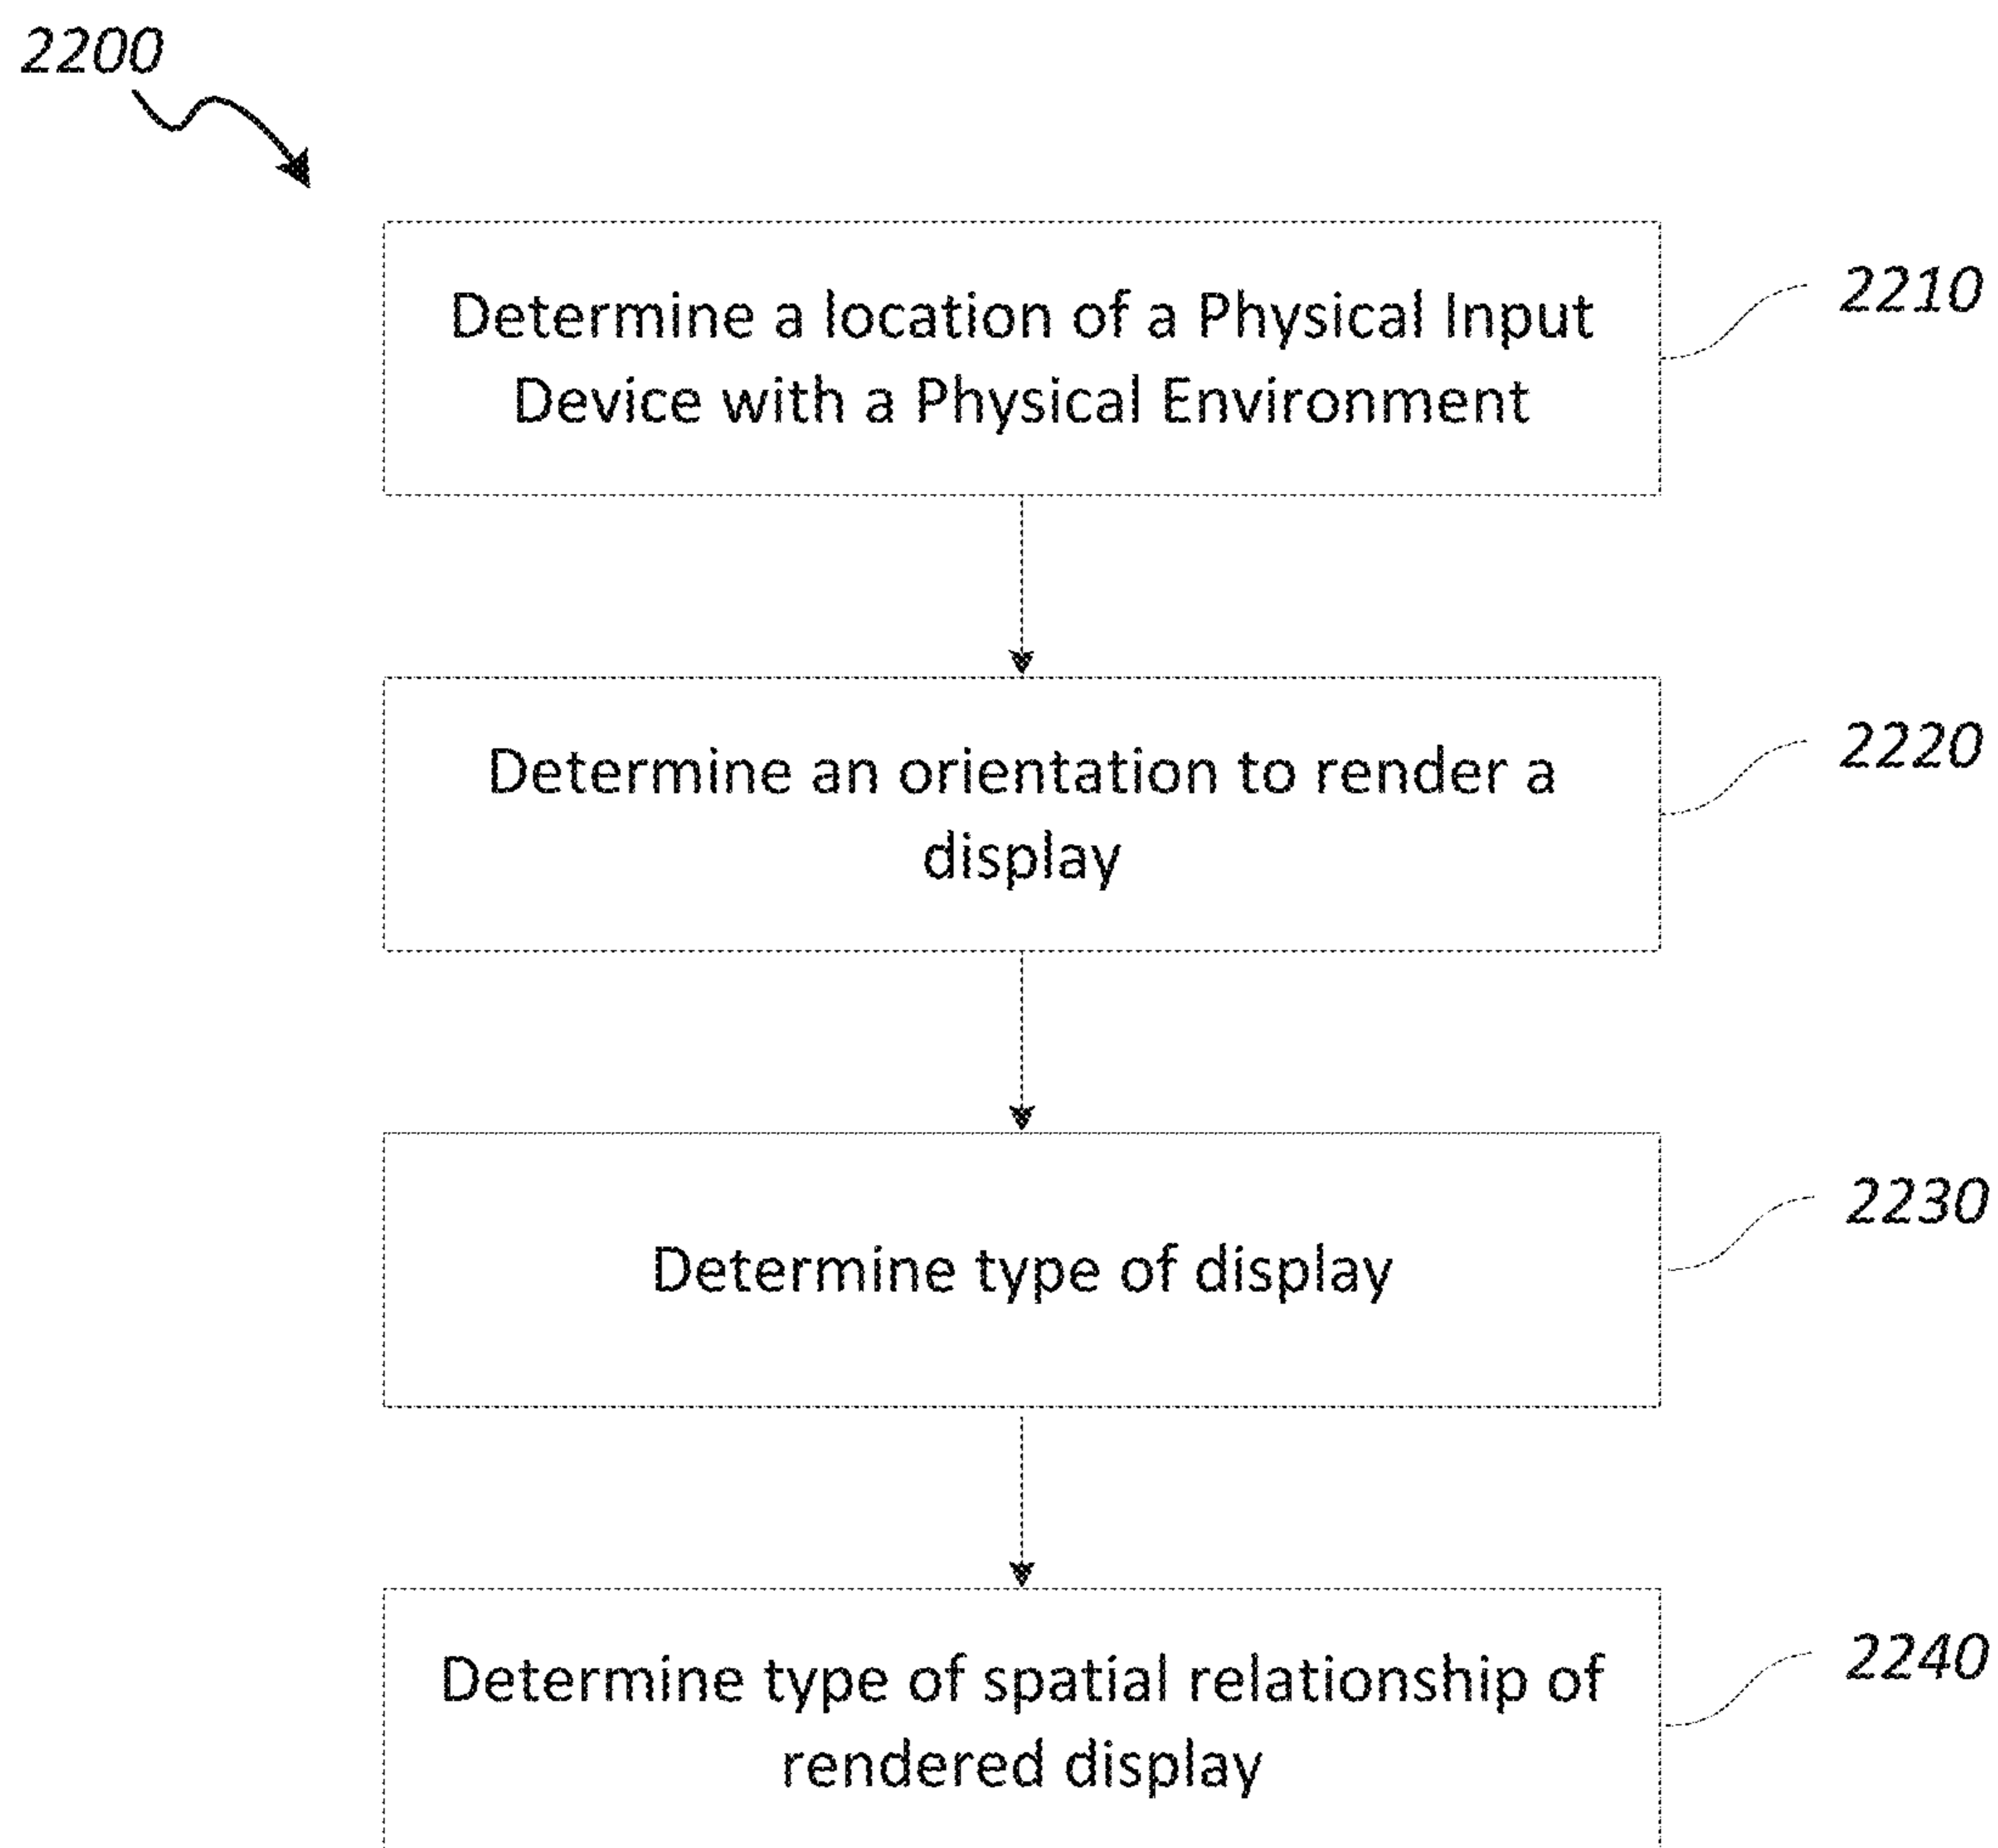 2200
Determine a location of a Physical Input
Device with a Physical Environment
2210
Determine an orientation to render a
display
2220
Determine type of display
2230
Determine type of spatial relationship of
rendered display
2240